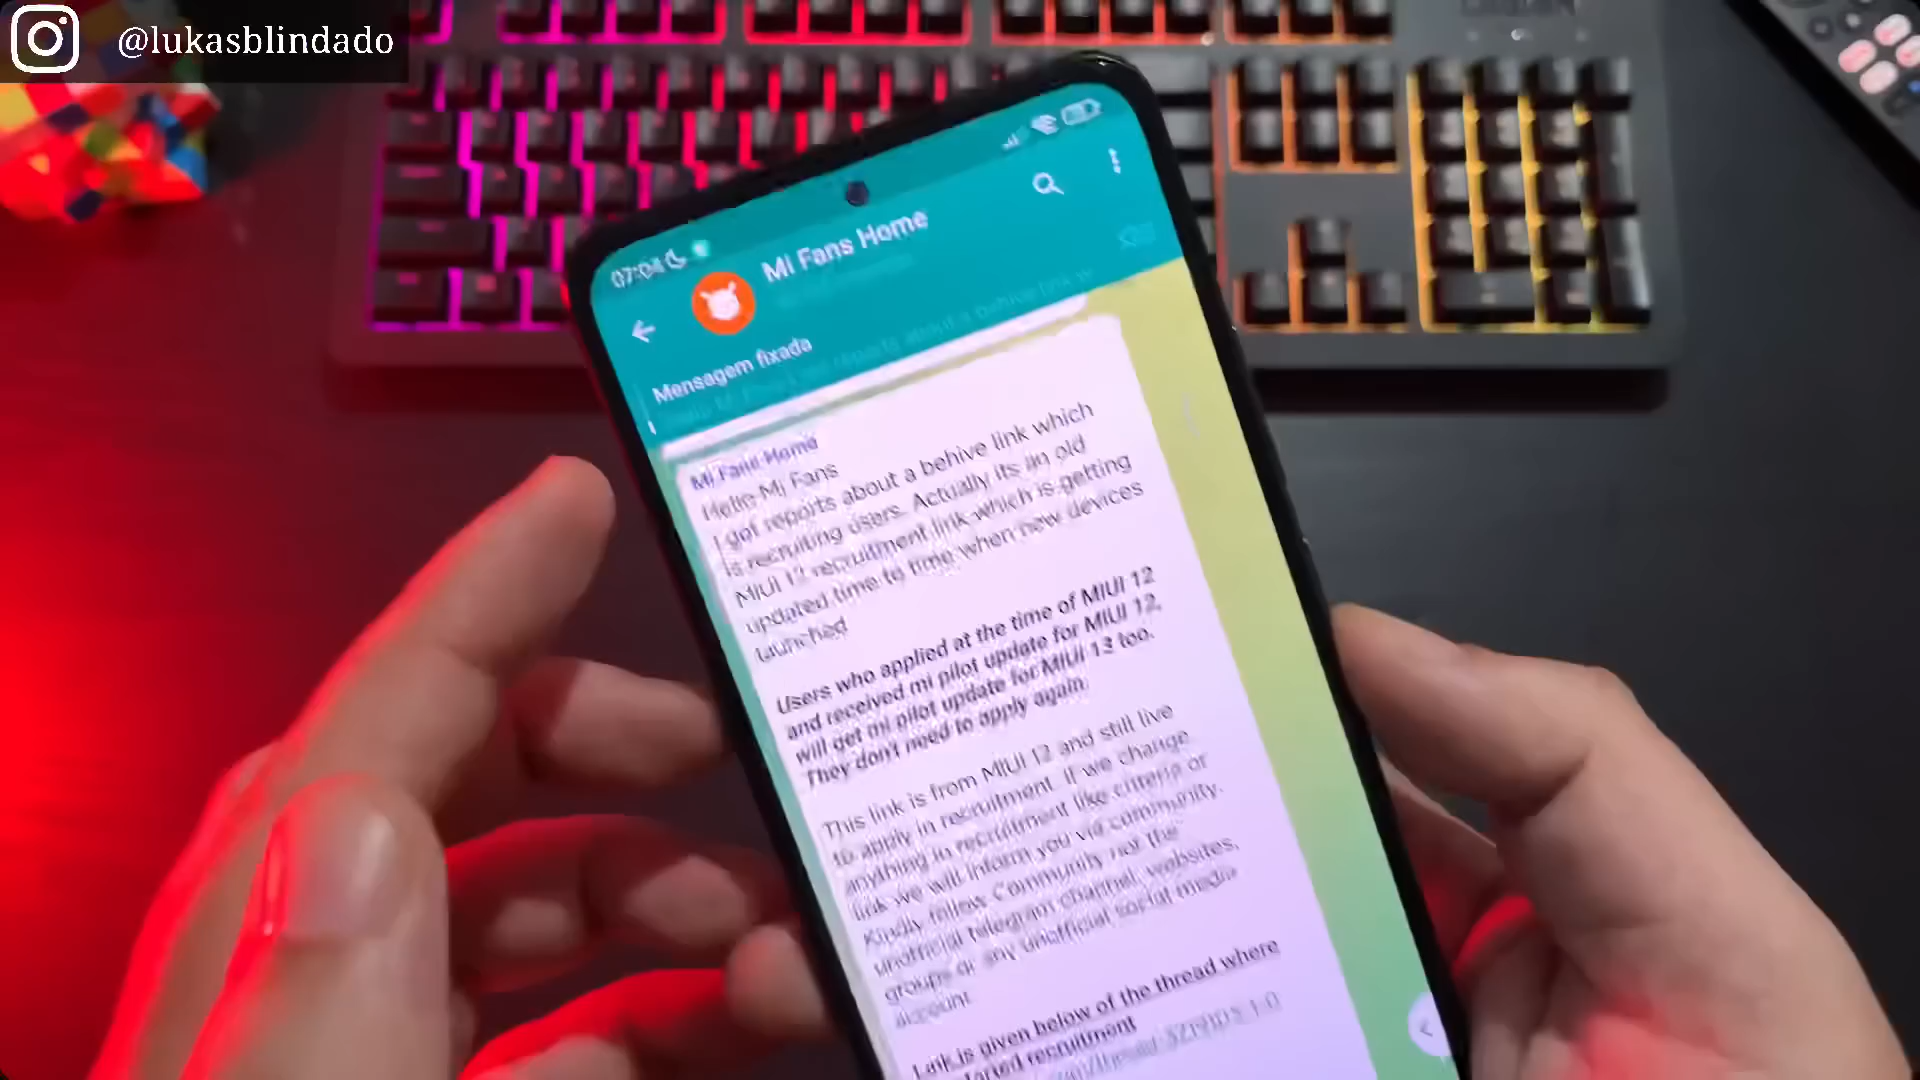 @lukasblindado
07:04
Mi Fans Home
Mensagem fixada
Mi Fans Home
Hello Mi Fans
I got reports about a behive link which
is recruiting users. Actually its an old
MIUI 12 recruitment link which is getting
updated time to time when new devices
launched
Users who applied at the time of MIUI 12
and received mi pilot update for MIUI 12,
will get mi pilot update for MIUI 13 too.
They don't need to apply again.
This link is from MIUI 12 and still live
to apply in recruitment. If we change
anything in recruitment like criteria or
link we will inform you via community.
Kindly follow Community not the
unofficial telegram channel, websites,
groups or any unofficial social media
account
Link is given below of the thread where
started recruitment